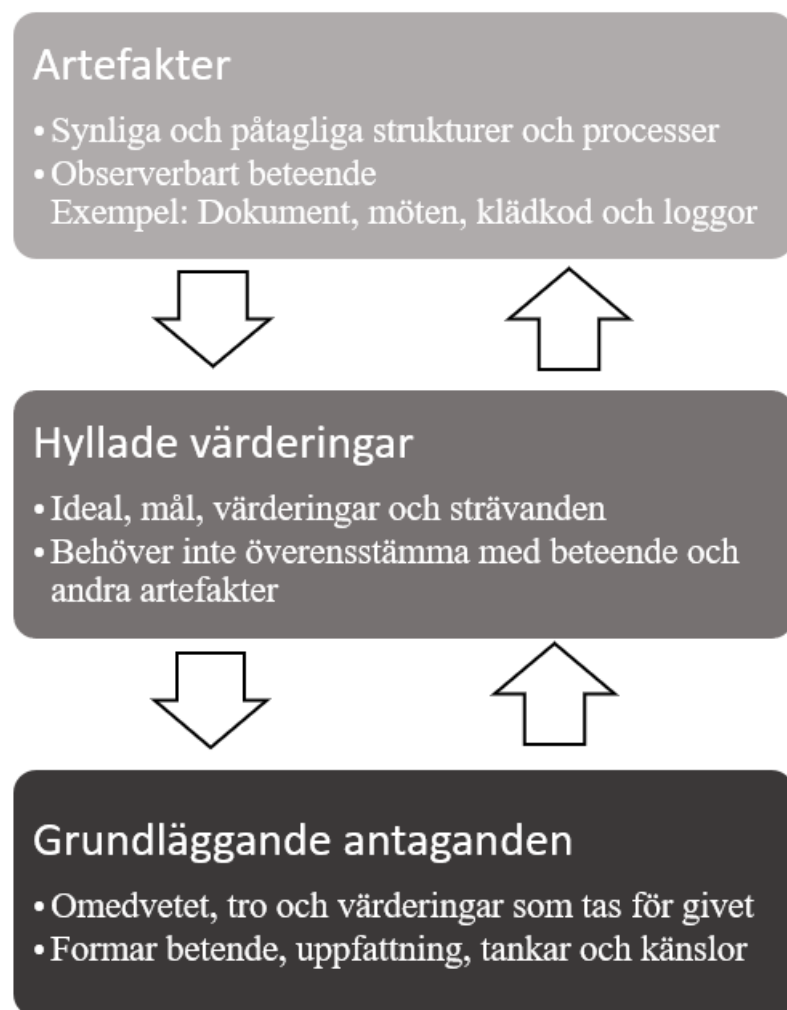 Artefakter
• Synliga och påtagliga strukturer och processer
• Observerbart beteende
Exempel: Dokument, möten, klädkod och loggor
Hyllade värderingar
• Ideal, mål, värderingar och strävanden
• Behöver inte överensstämma med beteende och
andra artefakter
Grundläggande antaganden
• Omedvetet, tro och värderingar som tas för givet
• Formar betende, uppfattning, tankar och känslor